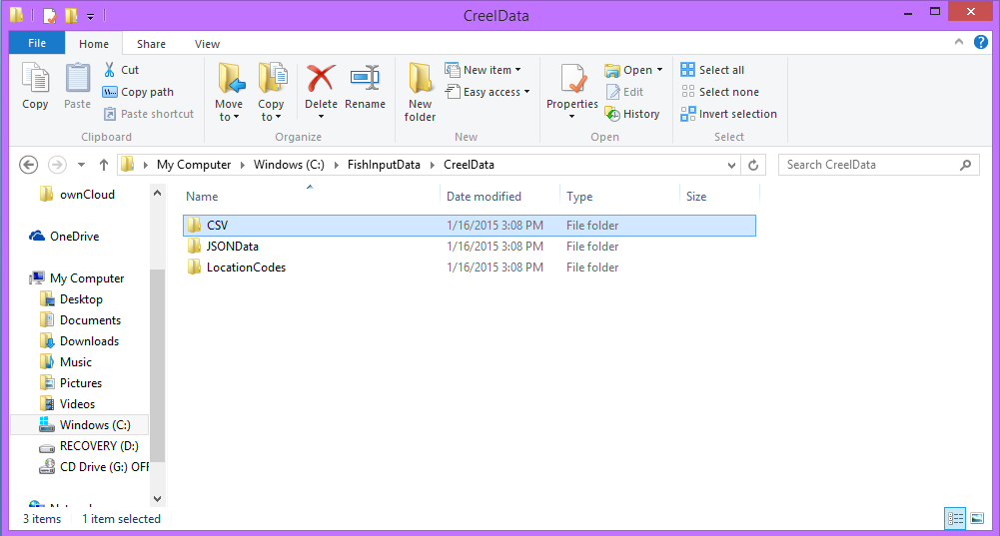 CreelData
File Home Share View
Copy
Paste
Cut
Copy path
Paste shortcut
Clipboard
Move to
Copy to
Delete
Rename
Organize
New folder
New item
Easy access
New
Properties
Open
Edit
History
Open
Select all
Select none
Invert selection
Select
My Computer Windows (C:) FishInputData CreelData
Search CreelData
ownCloud
OneDrive
My Computer
Desktop
Documents
Downloads
Music
Pictures
Videos
Windows (C:)
RECOVERY (D:)
CD Drive (G:) OFF
Name Date modified Type Size
CSV 1/16/2015 3:08 PM File folder
JSONData 1/16/2015 3:08 PM File folder
LocationCodes 1/16/2015 3:08 PM File folder
3 items 1 item selected